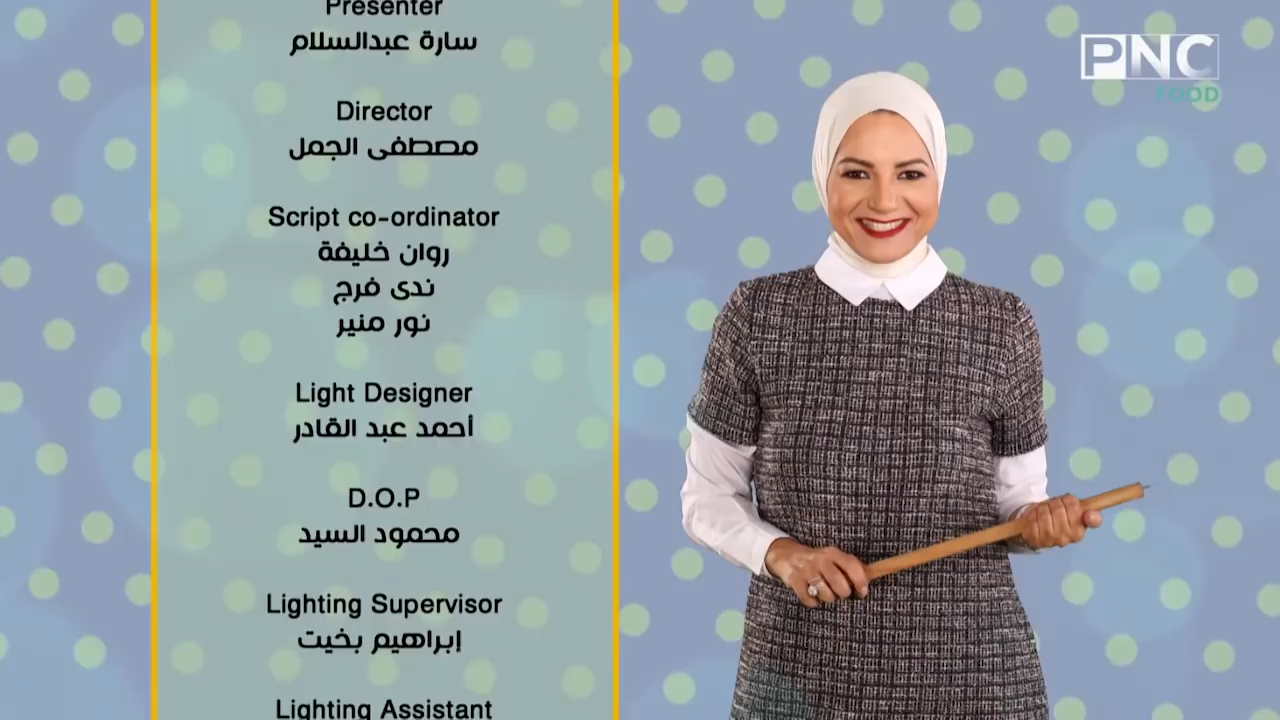 Presenter
سارة عبدالسلام
Director
مصطفى الجمل
Script co-ordinator
روان خليفة
ندى فرج
نور منير
Light Designer
أحمد عبد القادر
D.O.P
محمود السيد
Lighting Supervisor
إبراهيم بخيت
Lighting Assistant
PNC
FOOD